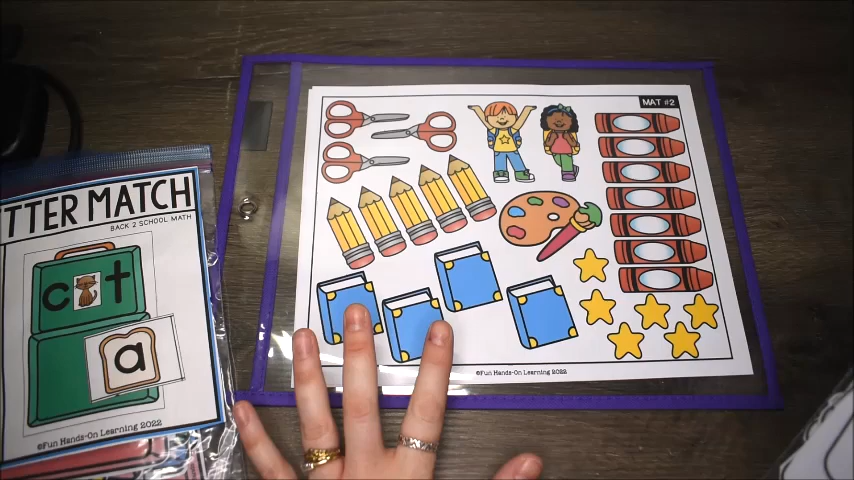 TTER MATCH
BACK 2 SCHOOL MATH
c t
a
©Fun Hands-On Learning 2022
MAT #2
©Fun Hands-On Learning 2022